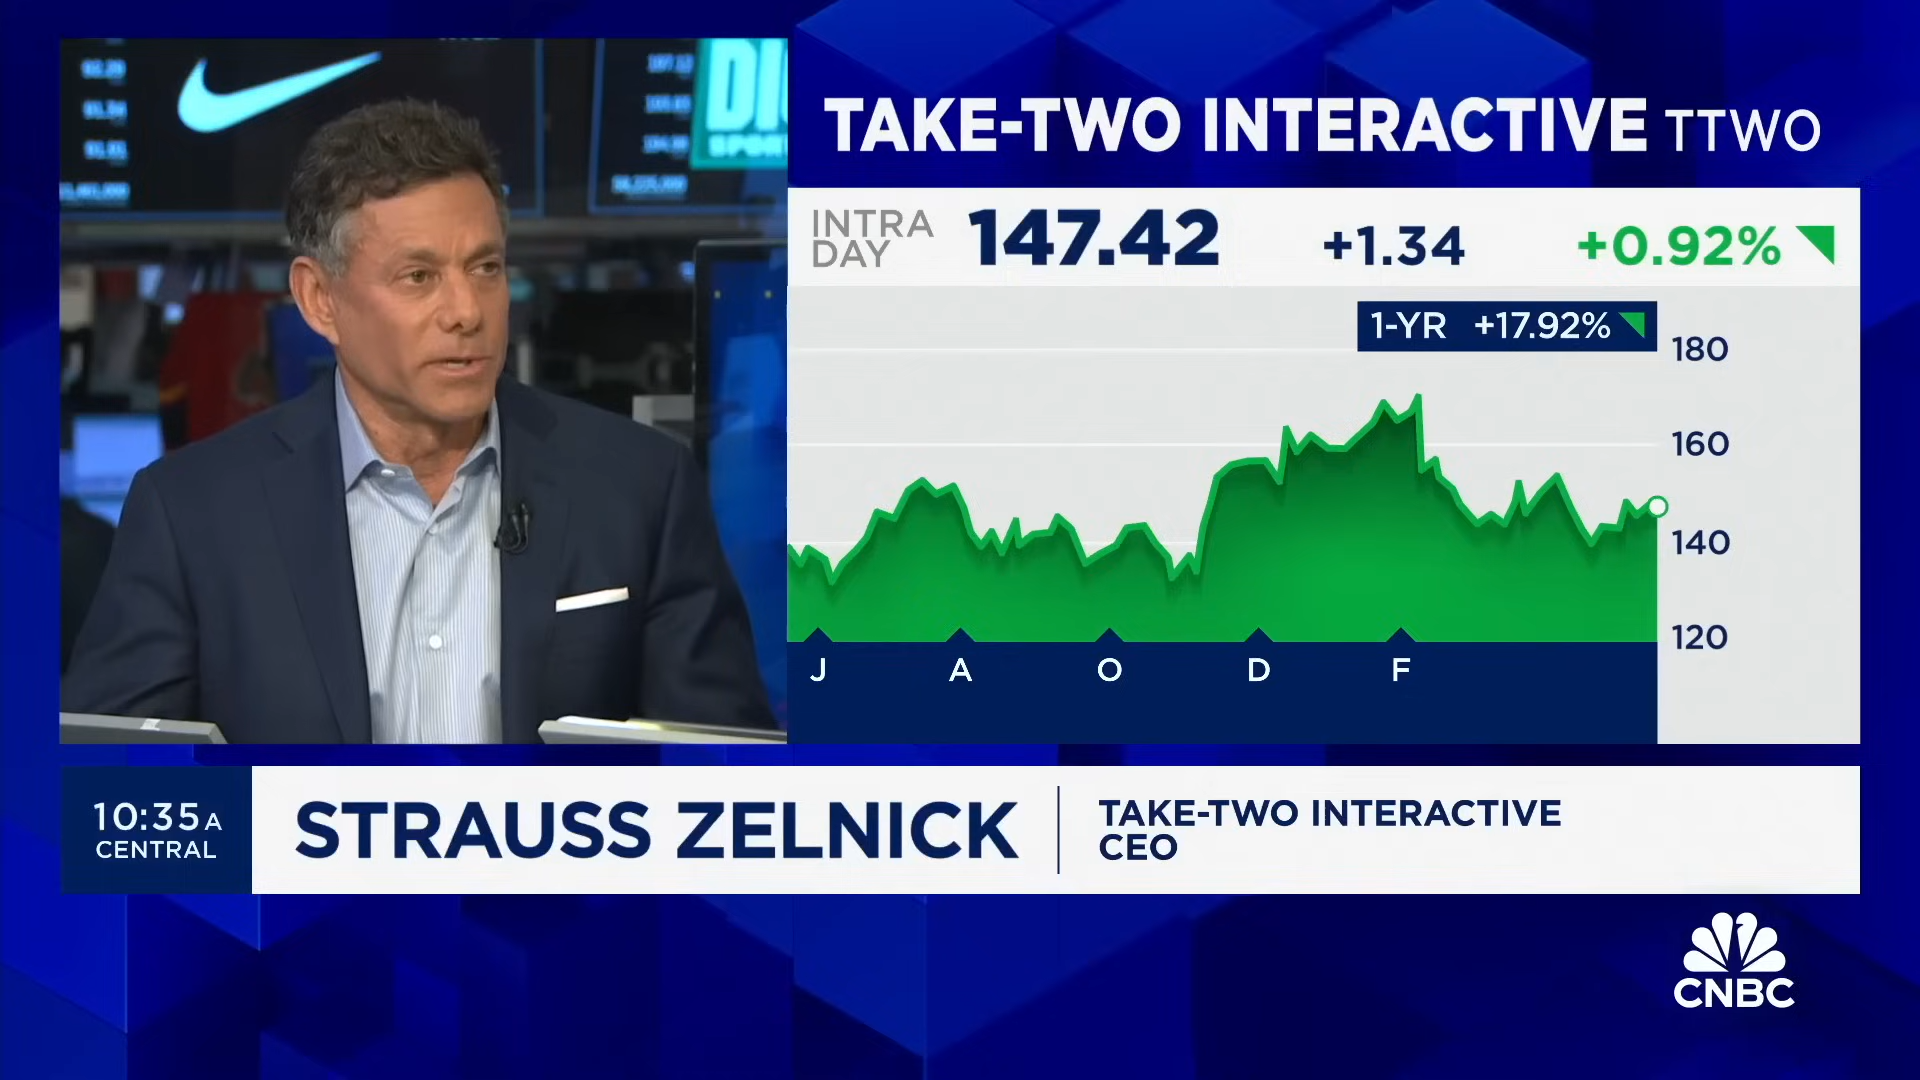 TAKE-TWO INTERACTIVE TTWO
INTRA
DAY
147.42
+1.34
+0.92%
1-YR +17.92%
180
160
140
120
J A O D F
10:35A
CENTRAL
STRAUSS ZELNICK
TAKE-TWO INTERACTIVE
CEO
CNBC